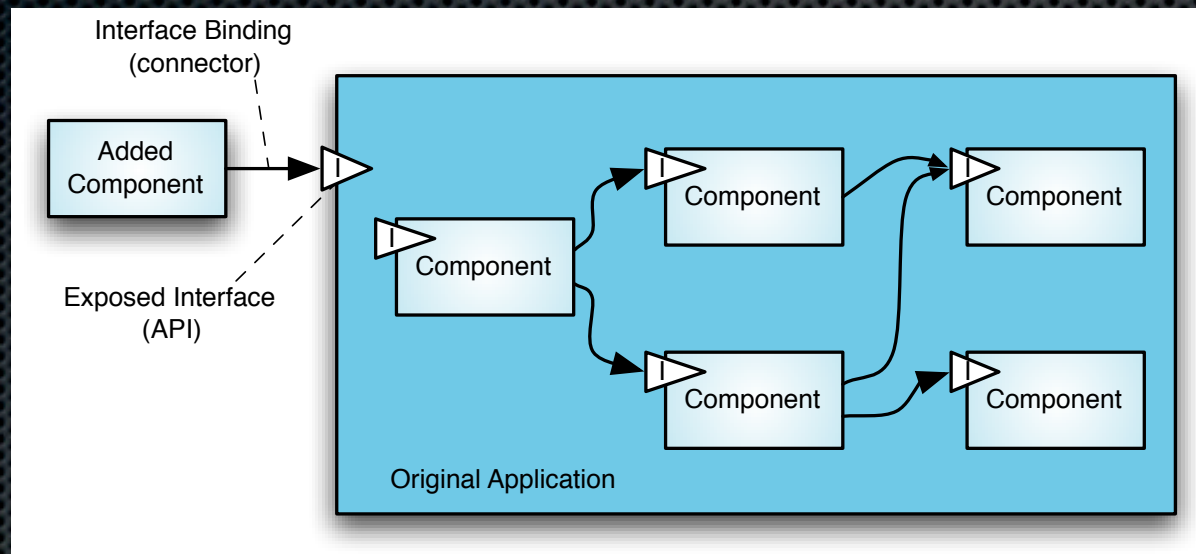 Interface Binding
(connector)
Added
Component
I
Exposed Interface
(API)
I
Component
I
Component
I
Component
I
Component
I
Component
Original Application